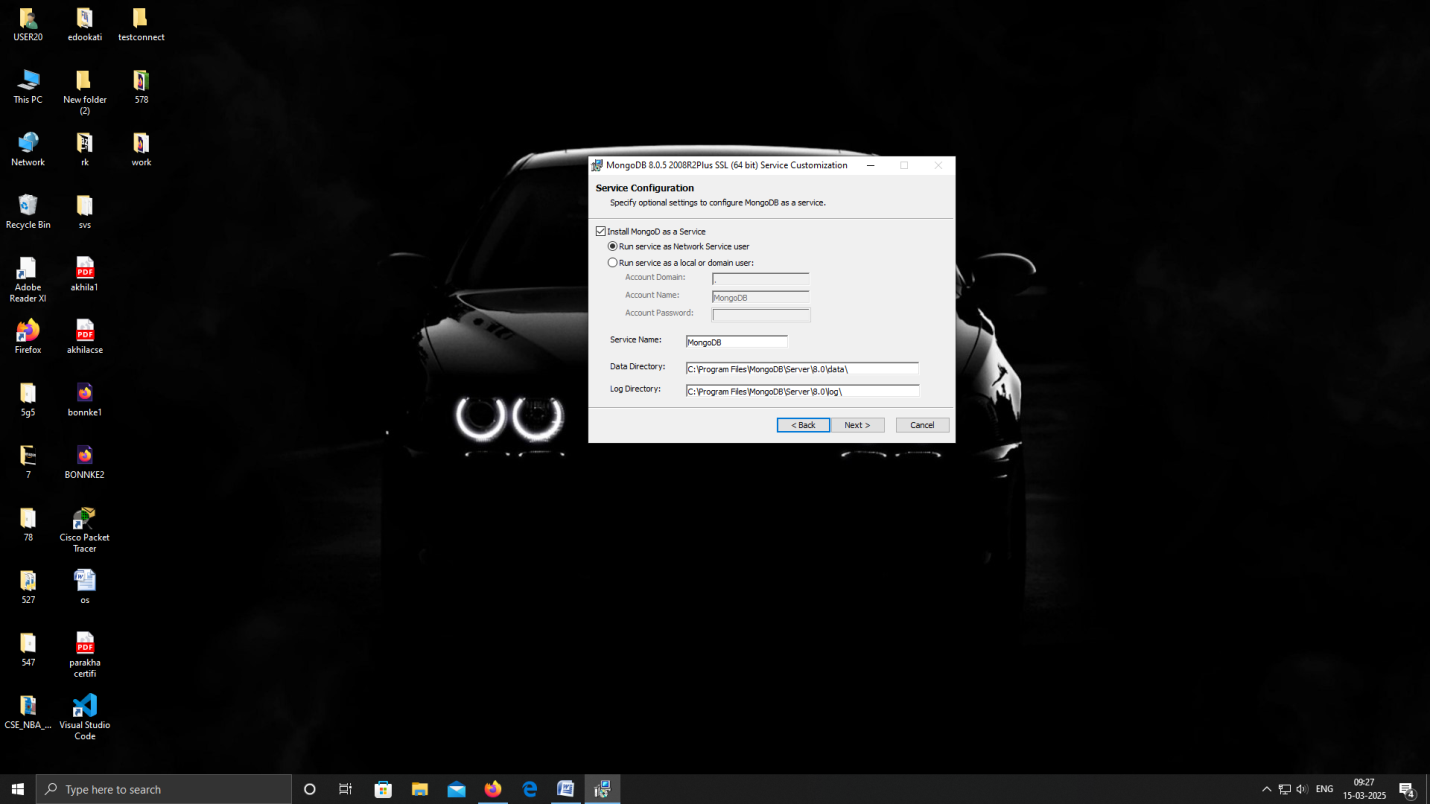 USER20
edookati
testconnect
This PC
New folder
(2)
578
Network
rk
work
Recycle Bin
svs
Adobe
Reader XI
akhila1
Firefox
akhilacse
5g5
bonnke1
7
BONNKE2
78
Cisco Packet
Tracer
527
os
547
parakha
certifi
CSE_NBA_...
Visual Studio
Code
PDF
PDF
PDF
MongoDB 8.0.5 2008R2Plus SSL (64 bit) Service Customization
Service Configuration
Specify optional settings to configure MongoDB as a service.
Install MongoD as a Service
Run service as Network Service user
Run service as a local or domain user:
Account Domain:
.
Account Name:
MongoDB
Account Password:
Service Name:
MongoDB
Data Directory:
C:\Program Files\MongoDB\Server\8.0\data\
Log Directory:
C:\Program Files\MongoDB\Server\8.0\log\
< Back
Next >
Cancel
Type here to search
ENG
09:27
15-03-2025
4